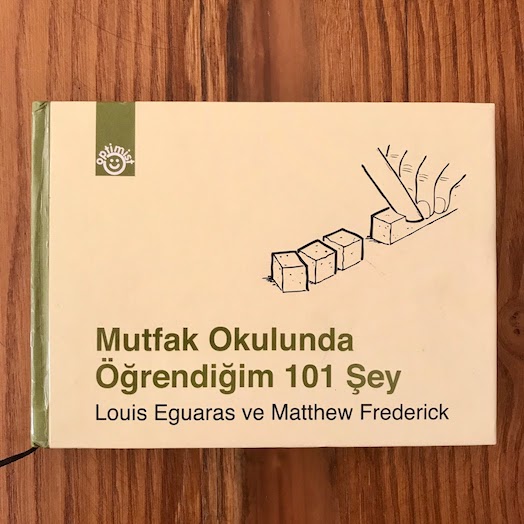 optimist
Mutfak Okulunda
Öğrendiğim 101 Şey
Louis Eguaras ve Matthew Frederick